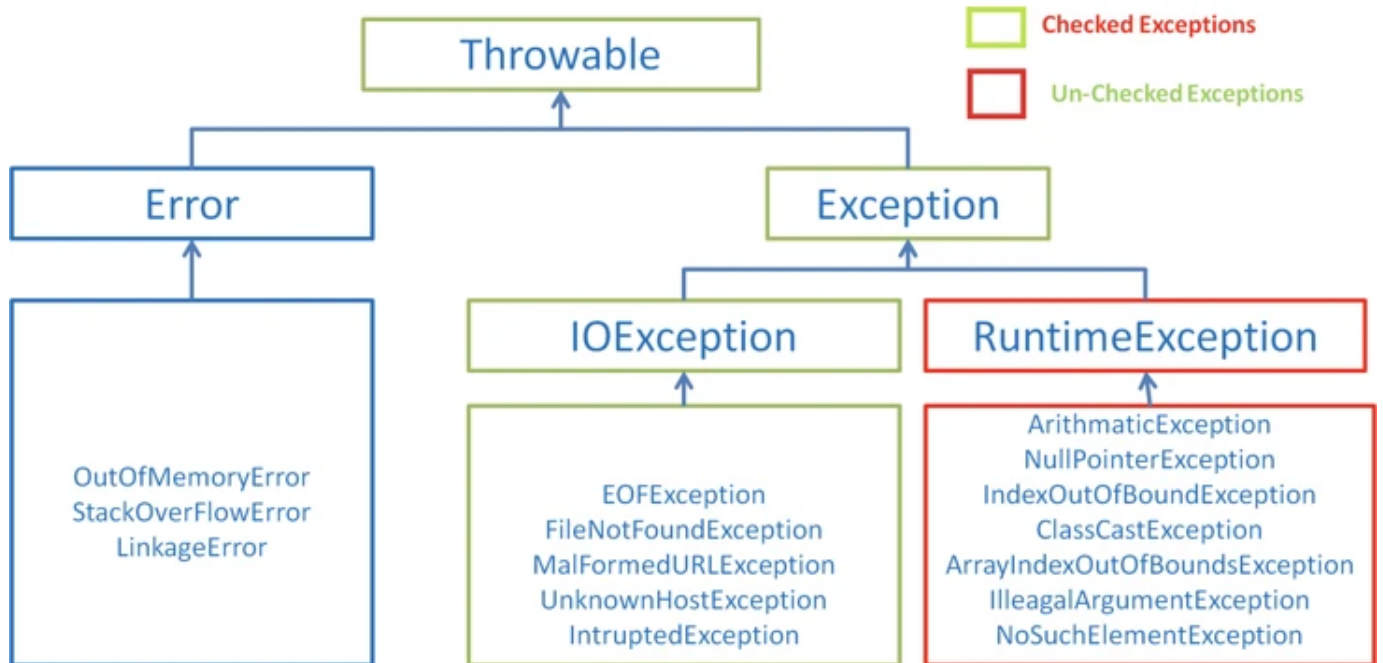 Throwable
Checked Exceptions
Un-Checked Exceptions
Error
Exception
IOException
RuntimeException
OutOfMemoryError
StackOverFlowError
LinkageError
EOFException
FileNotFoundException
MalFormedURLException
UnknownHostException
IntruptedException
ArithmaticException
NullPointerException
IndexOutOfBoundException
ClassCastException
ArrayIndexOutOfBoundsException
IlleagalArgumentException
NoSuchElementException